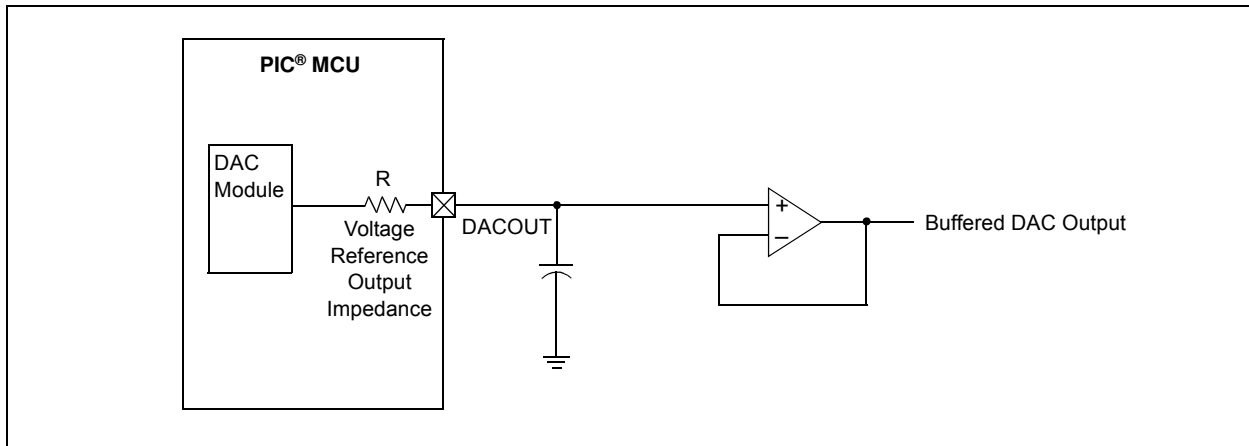 PIC® MCU
DAC
Module
R
Voltage
Reference
Output
Impedance
DACOUT
+
–
Buffered DAC Output